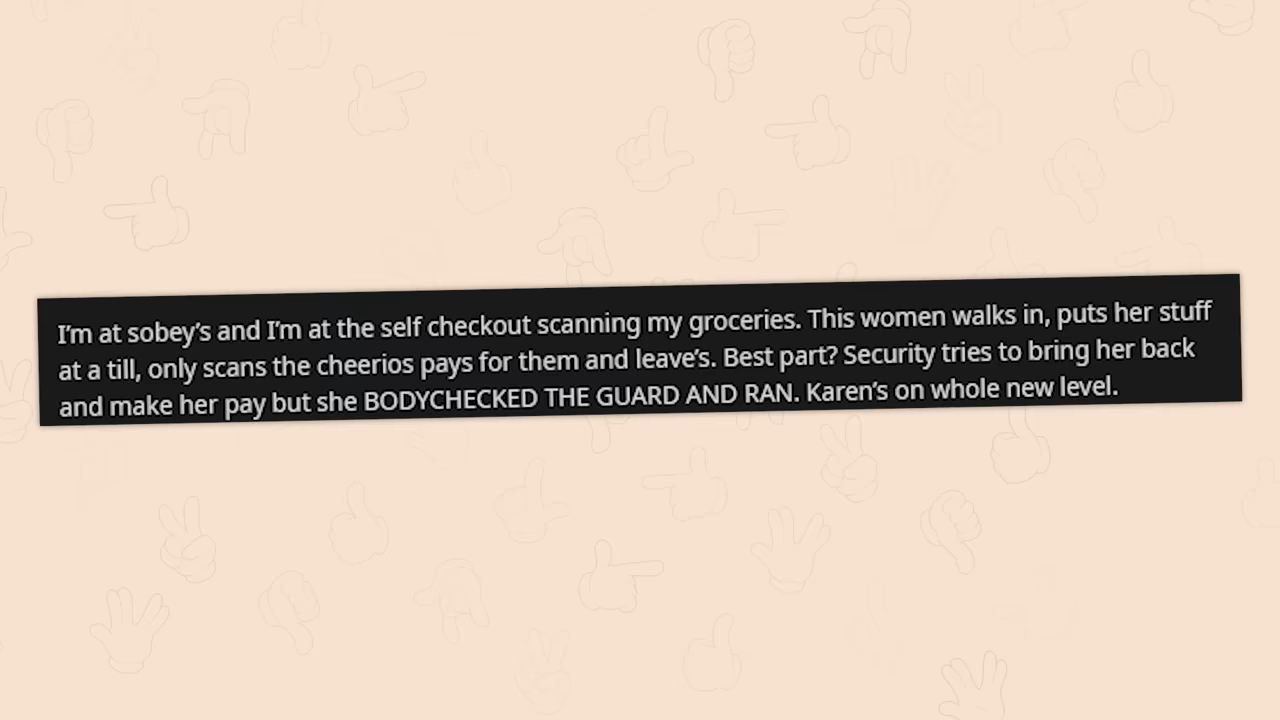 I'm at sobey's and I'm at the self checkout scanning my groceries. This women walks in, puts her stuff
at a till, only scans the cheerios pays for them and leave's. Best part? Security tries to bring her back
and make her pay but she BODYCHECKED THE GUARD AND RAN. Karen's on whole new level.